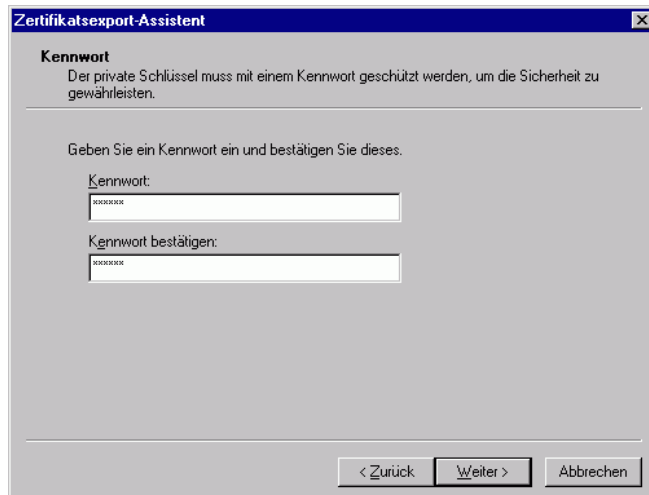 Zertifikatsexport-Assistent
Kennwort
Der private Schlüssel muss mit einem Kennwort geschützt werden, um die Sicherheit zu
gewährleisten.
Geben Sie ein Kennwort ein und bestätigen Sie dieses.
Kennwort:
******
Kennwort bestätigen:
******
< Zurück Weiter > Abbrechen